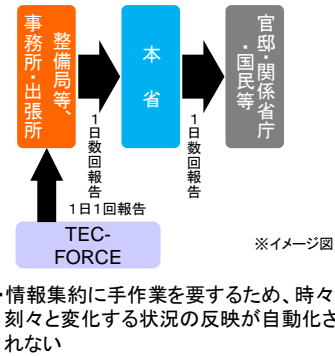 整備局等、
事務所・出張所
本省
官邸・関係省庁
・国民等
1日数回報告
1日数回報告
1日1回報告
TEC-
FORCE
※イメージ図
・情報集約に手作業を要するため、時々
刻々と変化する状況の反映が自動化さ
れない